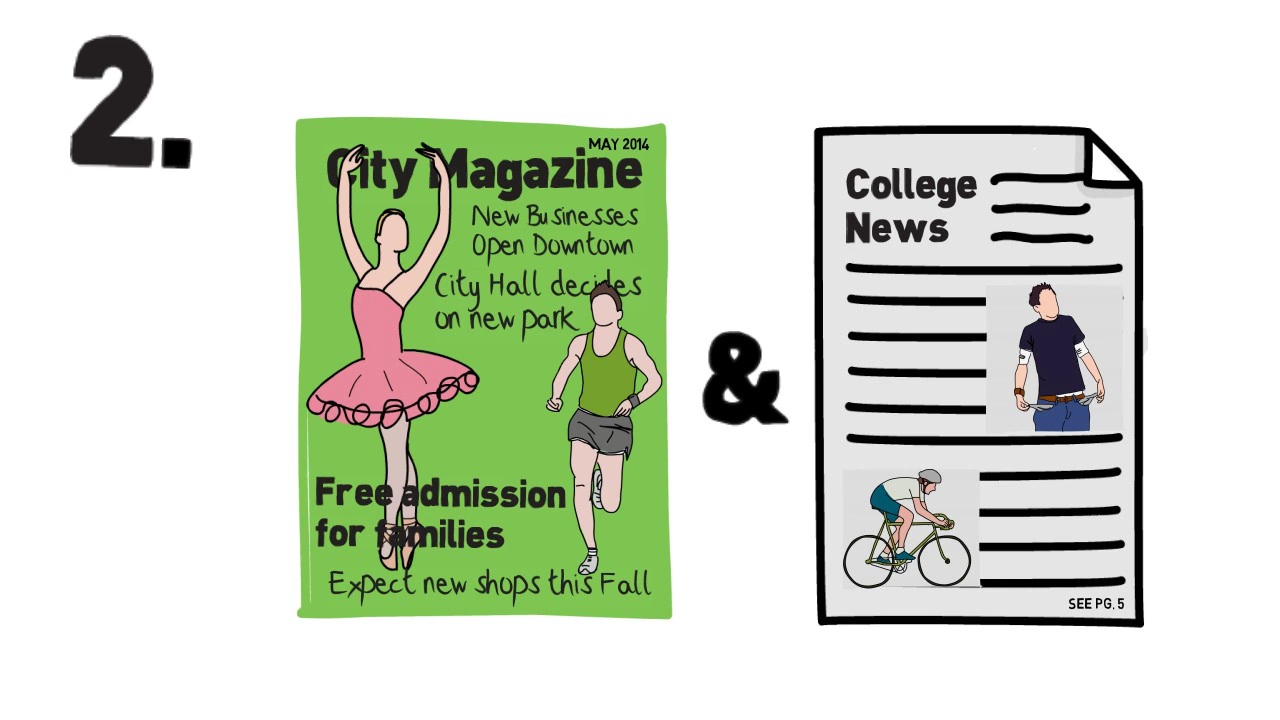 2.
MAY 2014
City Magazine
New Businesses
Open Downtown
City Hall decides
on new park
Free admission
for families
Expect new shops this Fall
&
College
News
SEE PG. 5